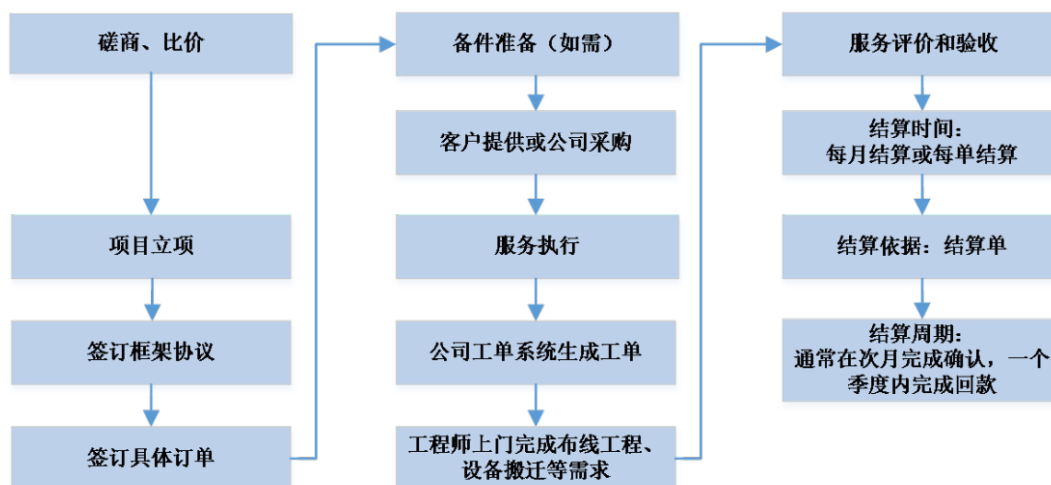 磋商、比价
项目立项
签订框架协议
签订具体订单
备件准备（如需）
客户提供或公司采购
服务执行
公司工单系统生成工单
工程师上门完成布线工程、
设备搬迁等需求
服务评价和验收
结算时间：
每月结算或每单结算
结算依据：结算单
结算周期：
通常在次月完成确认，一个
季度内完成回款